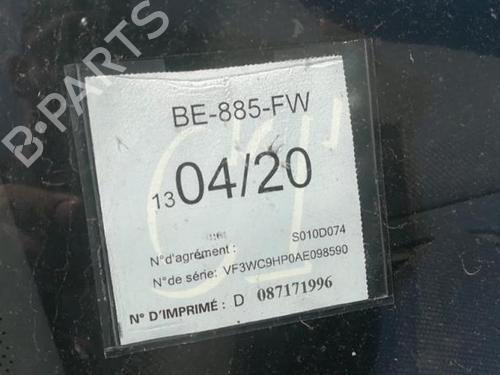 B-PARTS
BE-885-FW
13 04/20
N°d'agrément : S010D074
N°de série: VF3WC9HP0AE098590
N° D'IMPRIMÉ: D 087171996